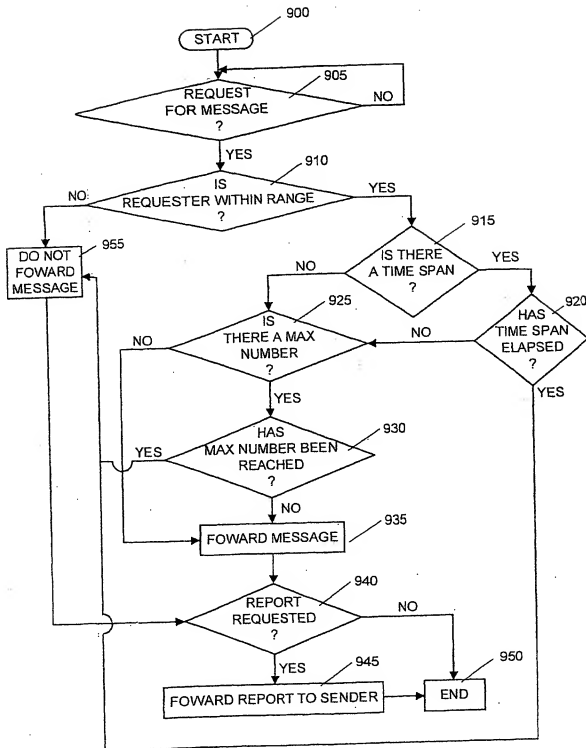 900
START
905
REQUEST
FOR MESSAGE
?
NO
YES
910
IS
REQUESTER WITHIN RANGE
?
NO
YES
955
DO NOT
FOWARD
MESSAGE
915
IS THERE
A TIME SPAN
?
NO
YES
920
HAS
TIME SPAN
ELAPSED
?
NO
YES
925
IS
THERE A MAX
NUMBER
?
NO
YES
930
HAS
MAX NUMBER BEEN
REACHED
?
YES
NO
FOWARD MESSAGE
935
940
REPORT
REQUESTED
?
NO
YES
945
FOWARD REPORT TO SENDER
950
END